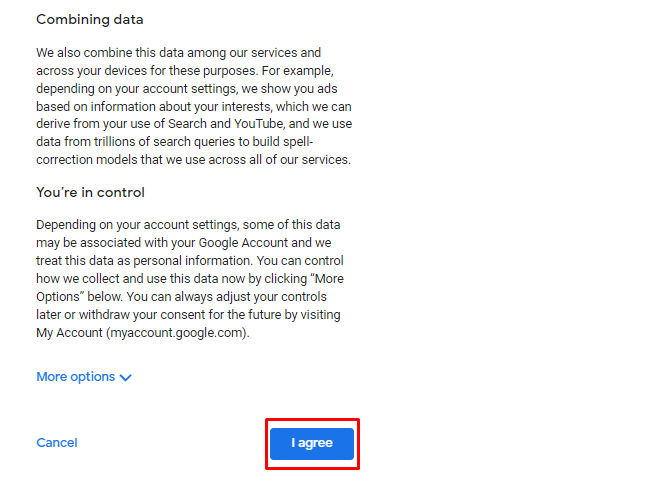 Combining data
We also combine this data among our services and
across your devices for these purposes. For example,
depending on your account settings, we show you ads
based on information about your interests, which we can
derive from your use of Search and YouTube, and we use
data from trillions of search queries to build spell-
correction models that we use across all of our services.
You’re in control
Depending on your account settings, some of this data
may be associated with your Google Account and we
treat this data as personal information. You can control
how we collect and use this data now by clicking “More
Options” below. You can always adjust your controls
later or withdraw your consent for the future by visiting
My Account (myaccount.google.com).
More options
Cancel
I agree